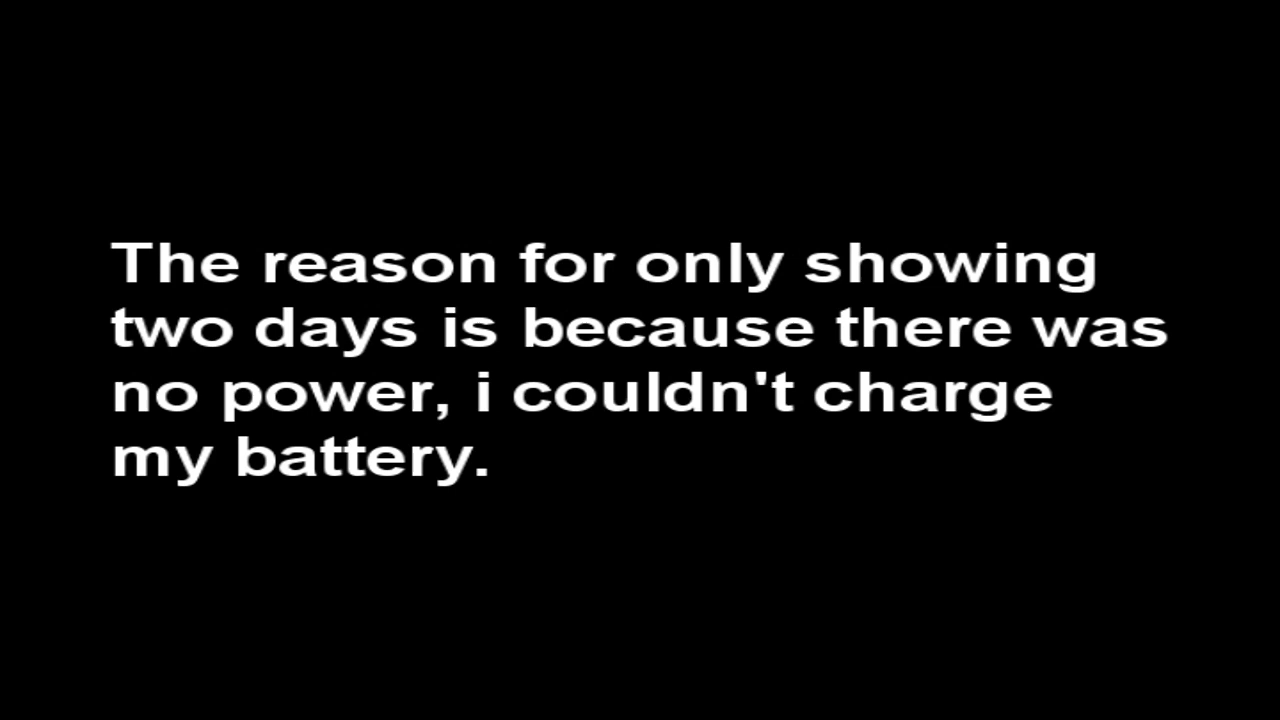 The reason for only showing
two days is because there was
no power, i couldn't charge
my battery.